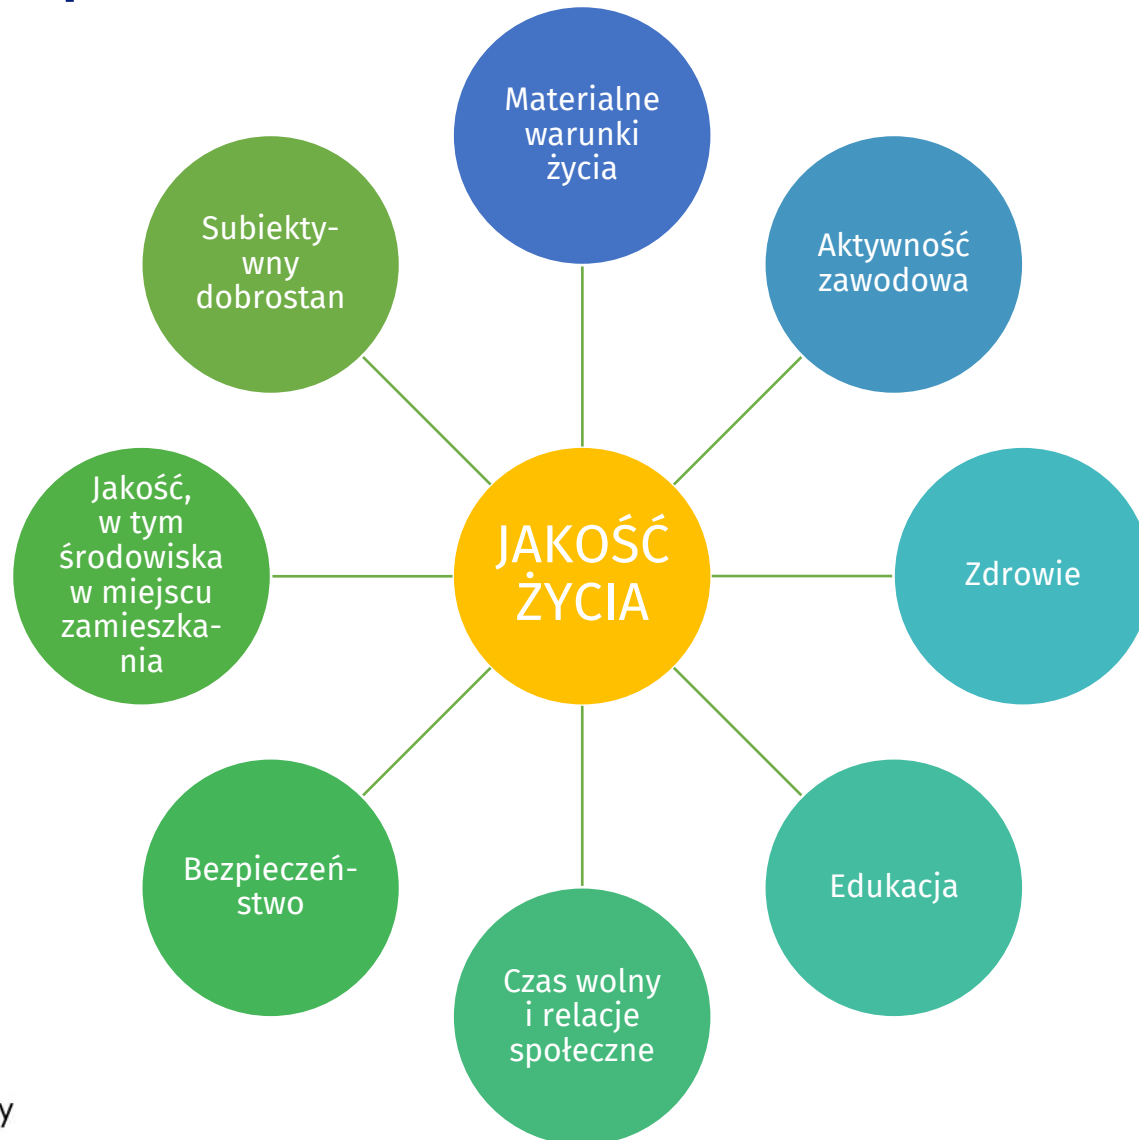 Materialne
warunki
życia
Aktywność
zawodowa
Zdrowie
Edukacja
Czas wolny
i relacje
społeczne
Bezpieczeń-
stwo
Jakość,
w tym
środowiska
w miejscu
zamieszka-
nia
Subiekty-
wny
dobrostan
JAKOŚĆ
ŻYCIA
y